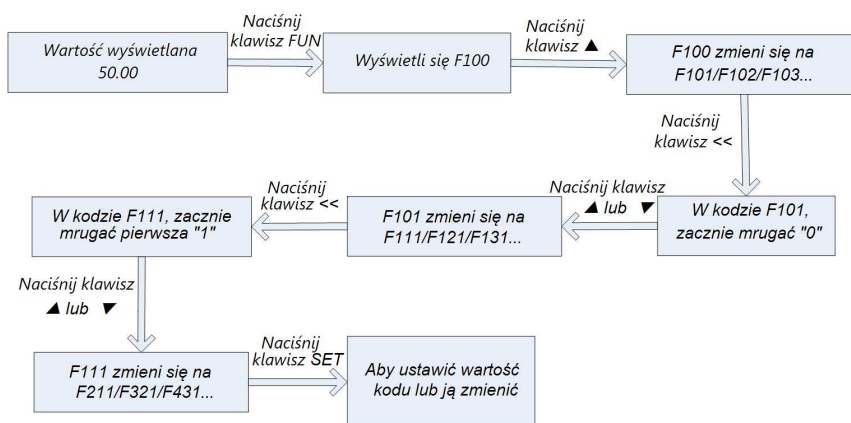 Wartość wyświetlana
50.00
Naciśnij
klawisz FUN
Wyświetli się F100
Naciśnij
klawisz ▲
F100 zmieni się na
F101/F102/F103...
Naciśnij
klawisz <<
W kodzie F101,
zacznie mrugać "0"
Naciśnij klawisz
▲ lub ▼
F101 zmieni się na
F111/F121/F131...
Naciśnij
klawisz <<
W kodzie F111, zacznie
mrugać pierwsza "1"
Naciśnij klawisz
▲ lub ▼
F111 zmieni się na
F211/F321/F431...
Naciśnij
klawisz SET
Aby ustawić wartość
kodu lub ją zmienić